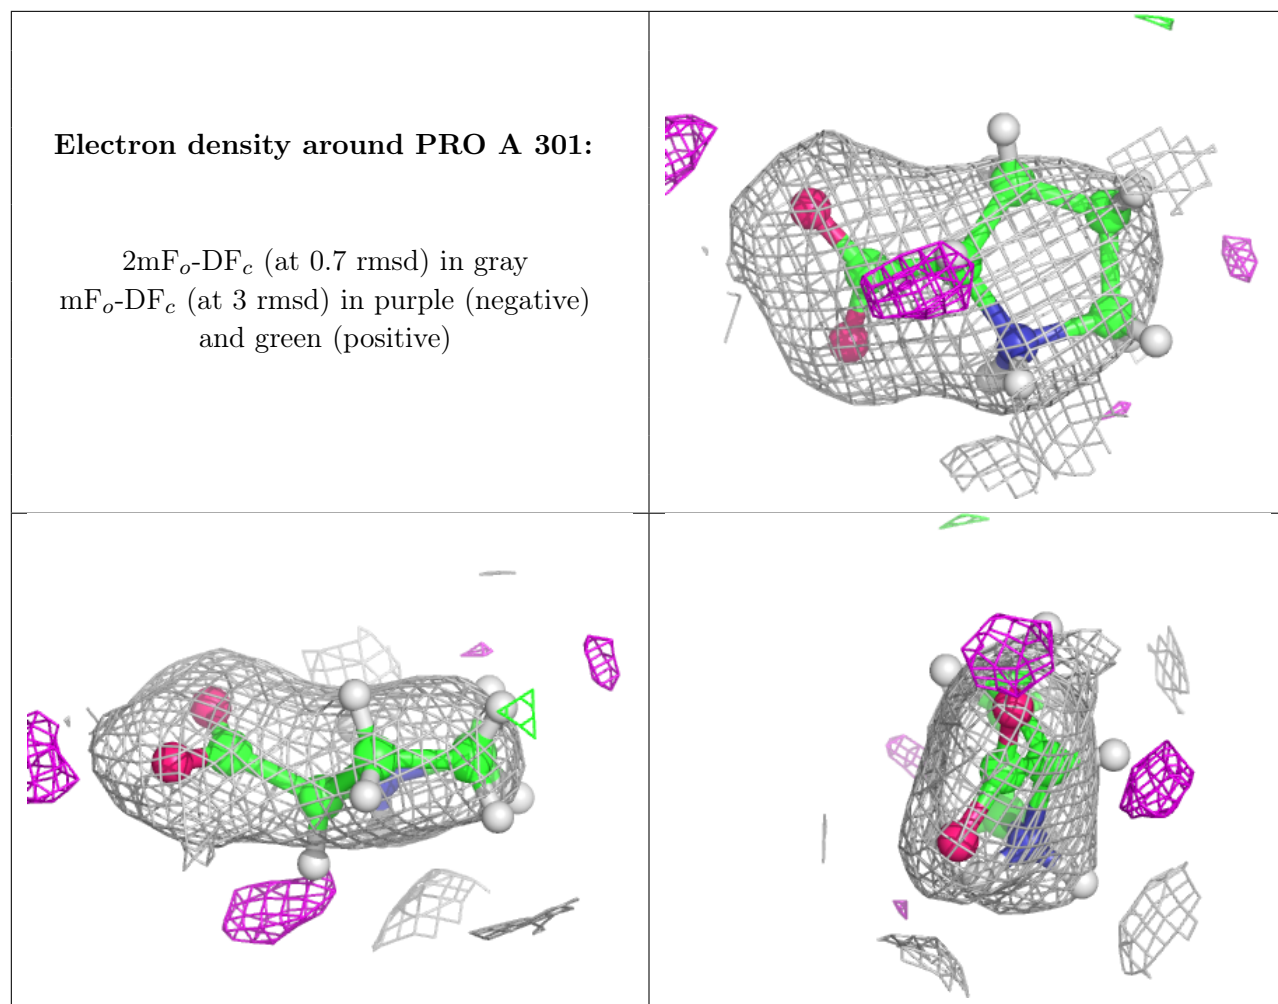 Electron density around PRO A 301:
2mFo-DFc (at 0.7 rmsd) in gray
mFo-DFc (at 3 rmsd) in purple (negative)
and green (positive)